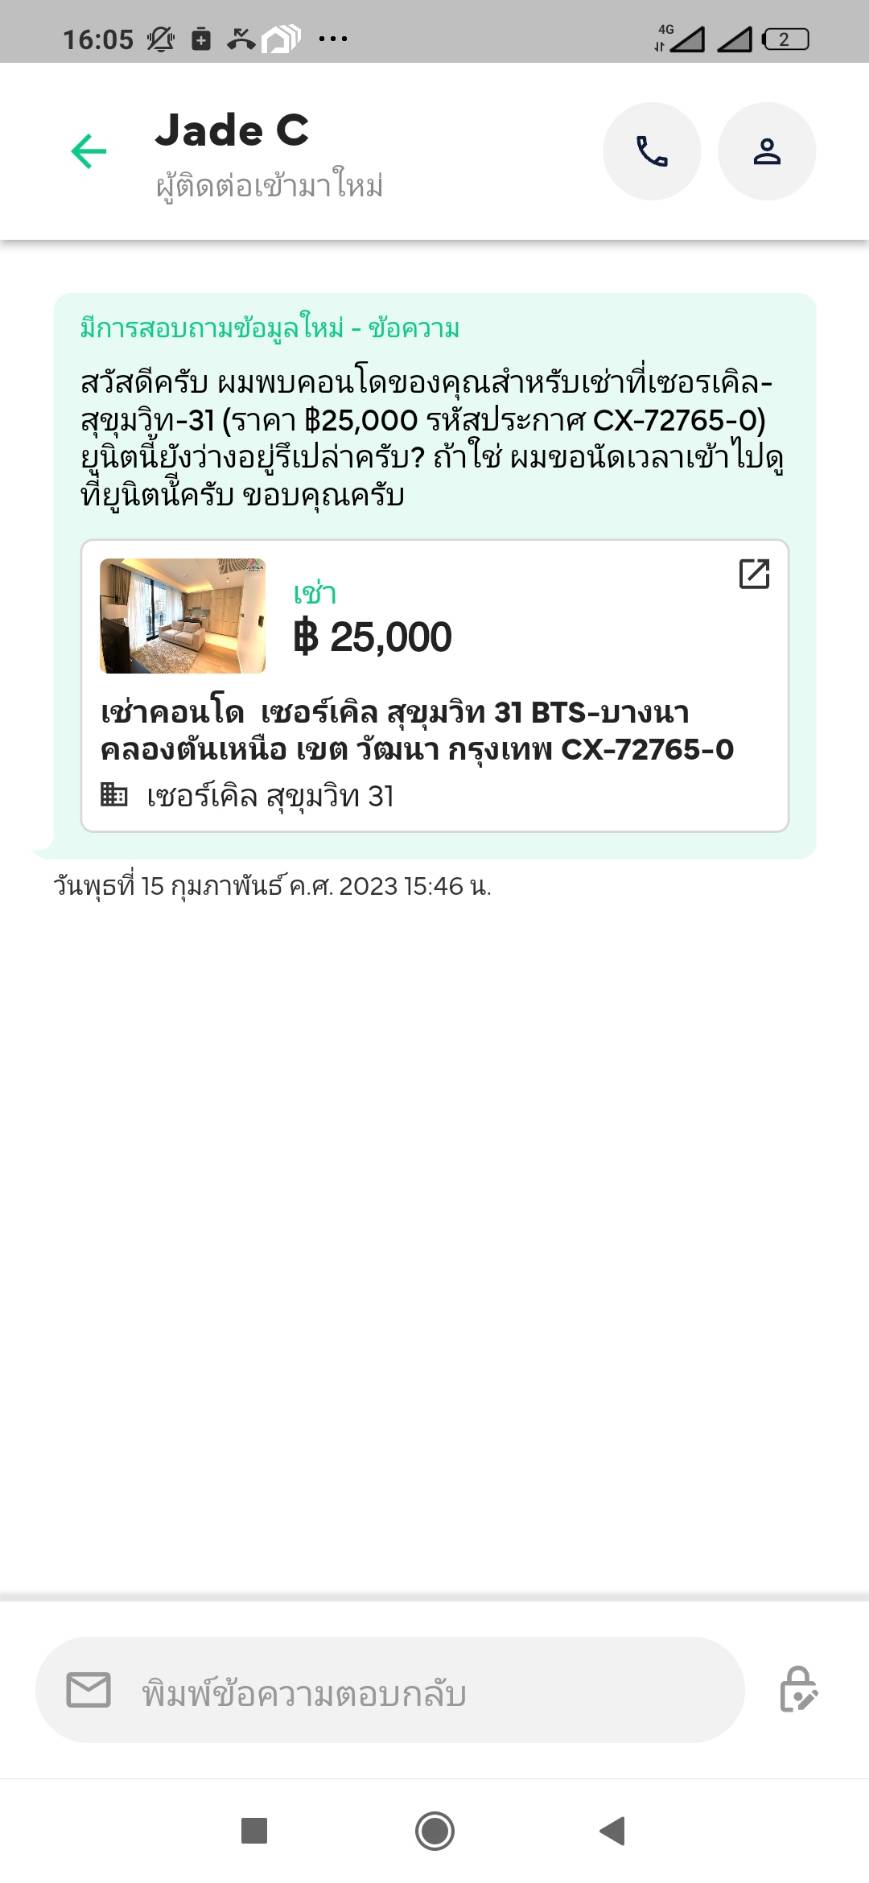 16:05
4G
2
Jade C
ผู้ติดต่อเข้ามาใหม่
มีการสอบถามข้อมูลใหม่ - ข้อความ
สวัสดีครับ ผมพบคอนโดของคุณสำหรับเช่าที่เซอรเคิล-
สุขุมวิท-31 (ราคา ฿25,000 รหัสประกาศ CX-72765-0)
ยูนิตนี้ยังว่างอยู่รึเปล่าครับ? ถ้าใช่ ผมขอนัดเวลาเข้าไปดู
ที่ยูนิตนี้ครับ ขอบคุณครับ
เช่า
฿ 25,000
เช่าคอนโด เซอร์เคิล สุขุมวิท 31 BTS-บางนา
คลองตันเหนือ เขต วัฒนา กรุงเทพ CX-72765-0
เซอร์เคิล สุขุมวิท 31
วันพุธที่ 15 กุมภาพันธ์ ค.ศ. 2023 15:46 น.
พิมพ์ข้อความตอบกลับ